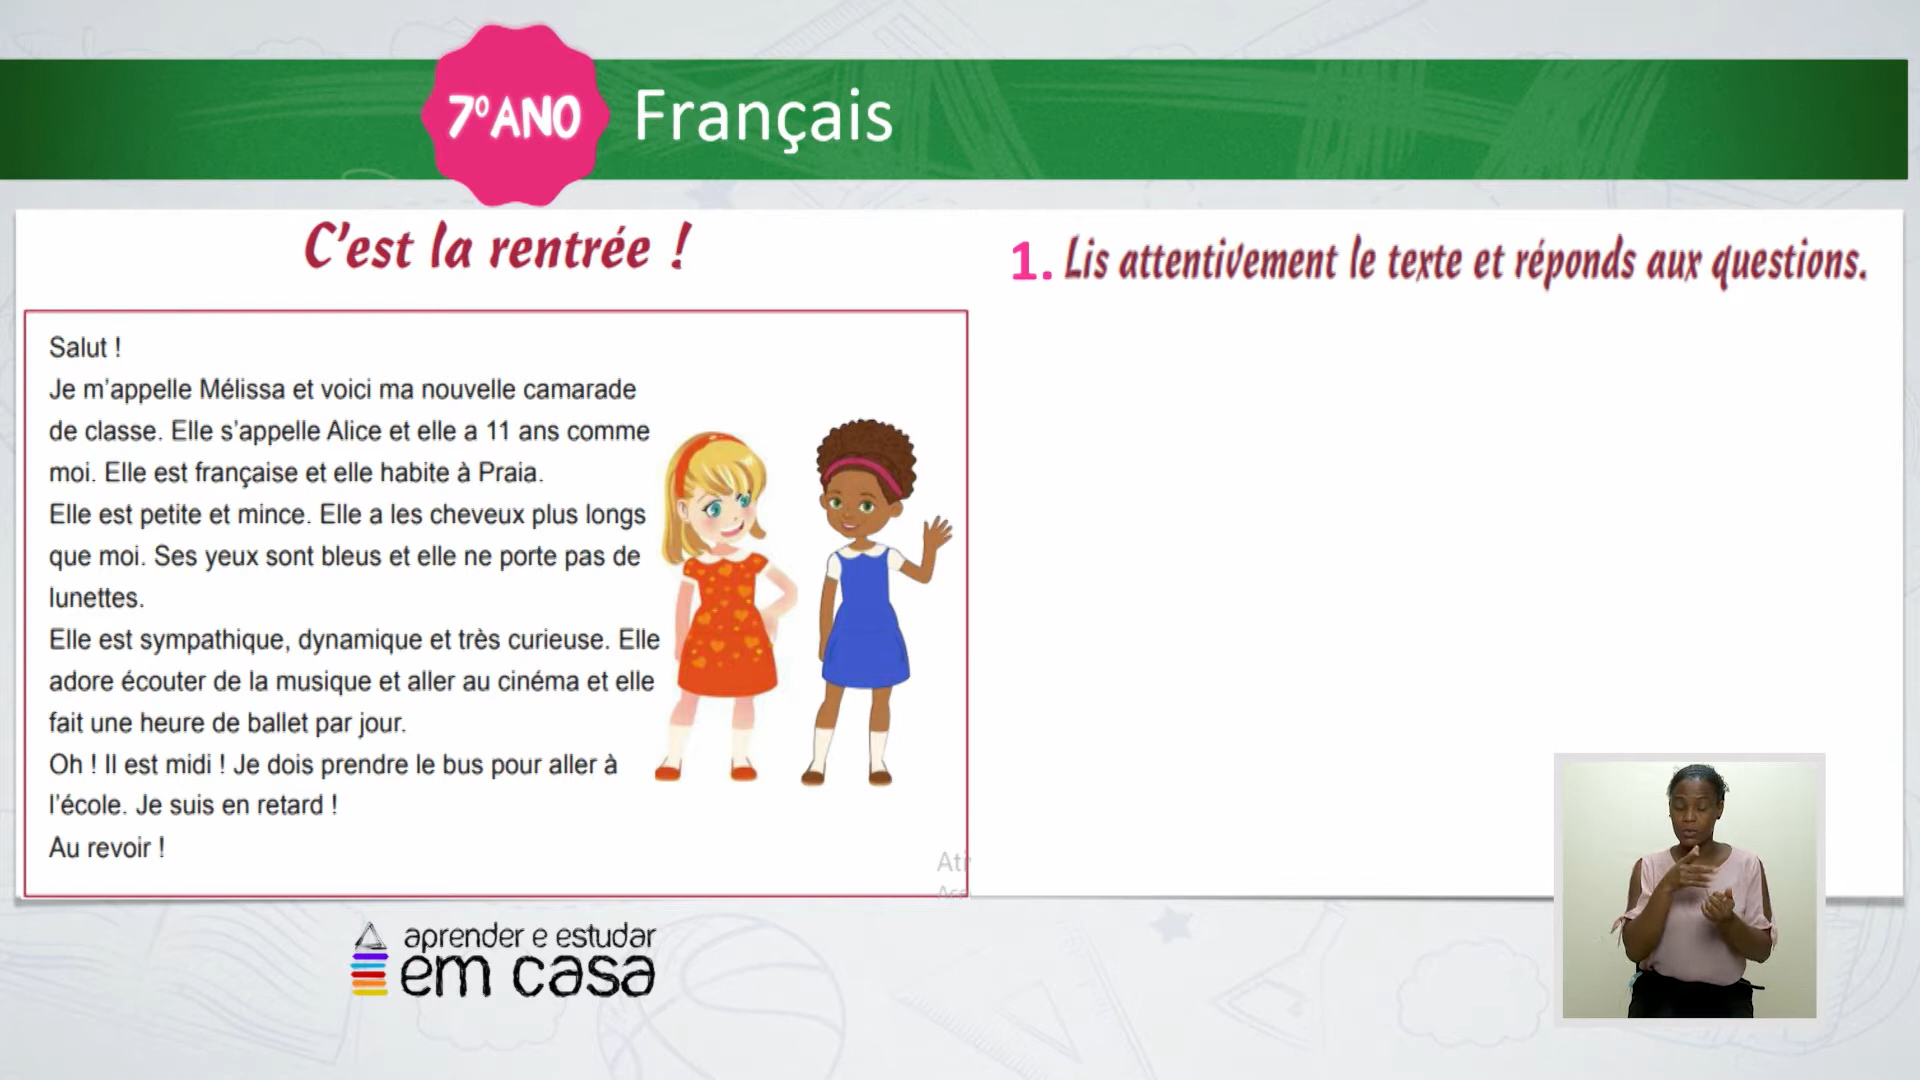 7ºANO Français
C'est la rentrée !
Salut !
Je m'appelle Mélissa et voici ma nouvelle camarade
de classe. Elle s'appelle Alice et elle a 11 ans comme
moi. Elle est française et elle habite à Praia.
Elle est petite et mince. Elle a les cheveux plus longs
que moi. Ses yeux sont bleus et elle ne porte pas de
lunettes.
Elle est sympathique, dynamique et très curieuse. Elle
adore écouter de la musique et aller au cinéma et elle
fait une heure de ballet par jour.
Oh ! Il est midi ! Je dois prendre le bus pour aller à
l'école. Je suis en retard !
Au revoir !
1. Lis attentivement le texte et réponds aux questions.
aprender e estudar
em casa